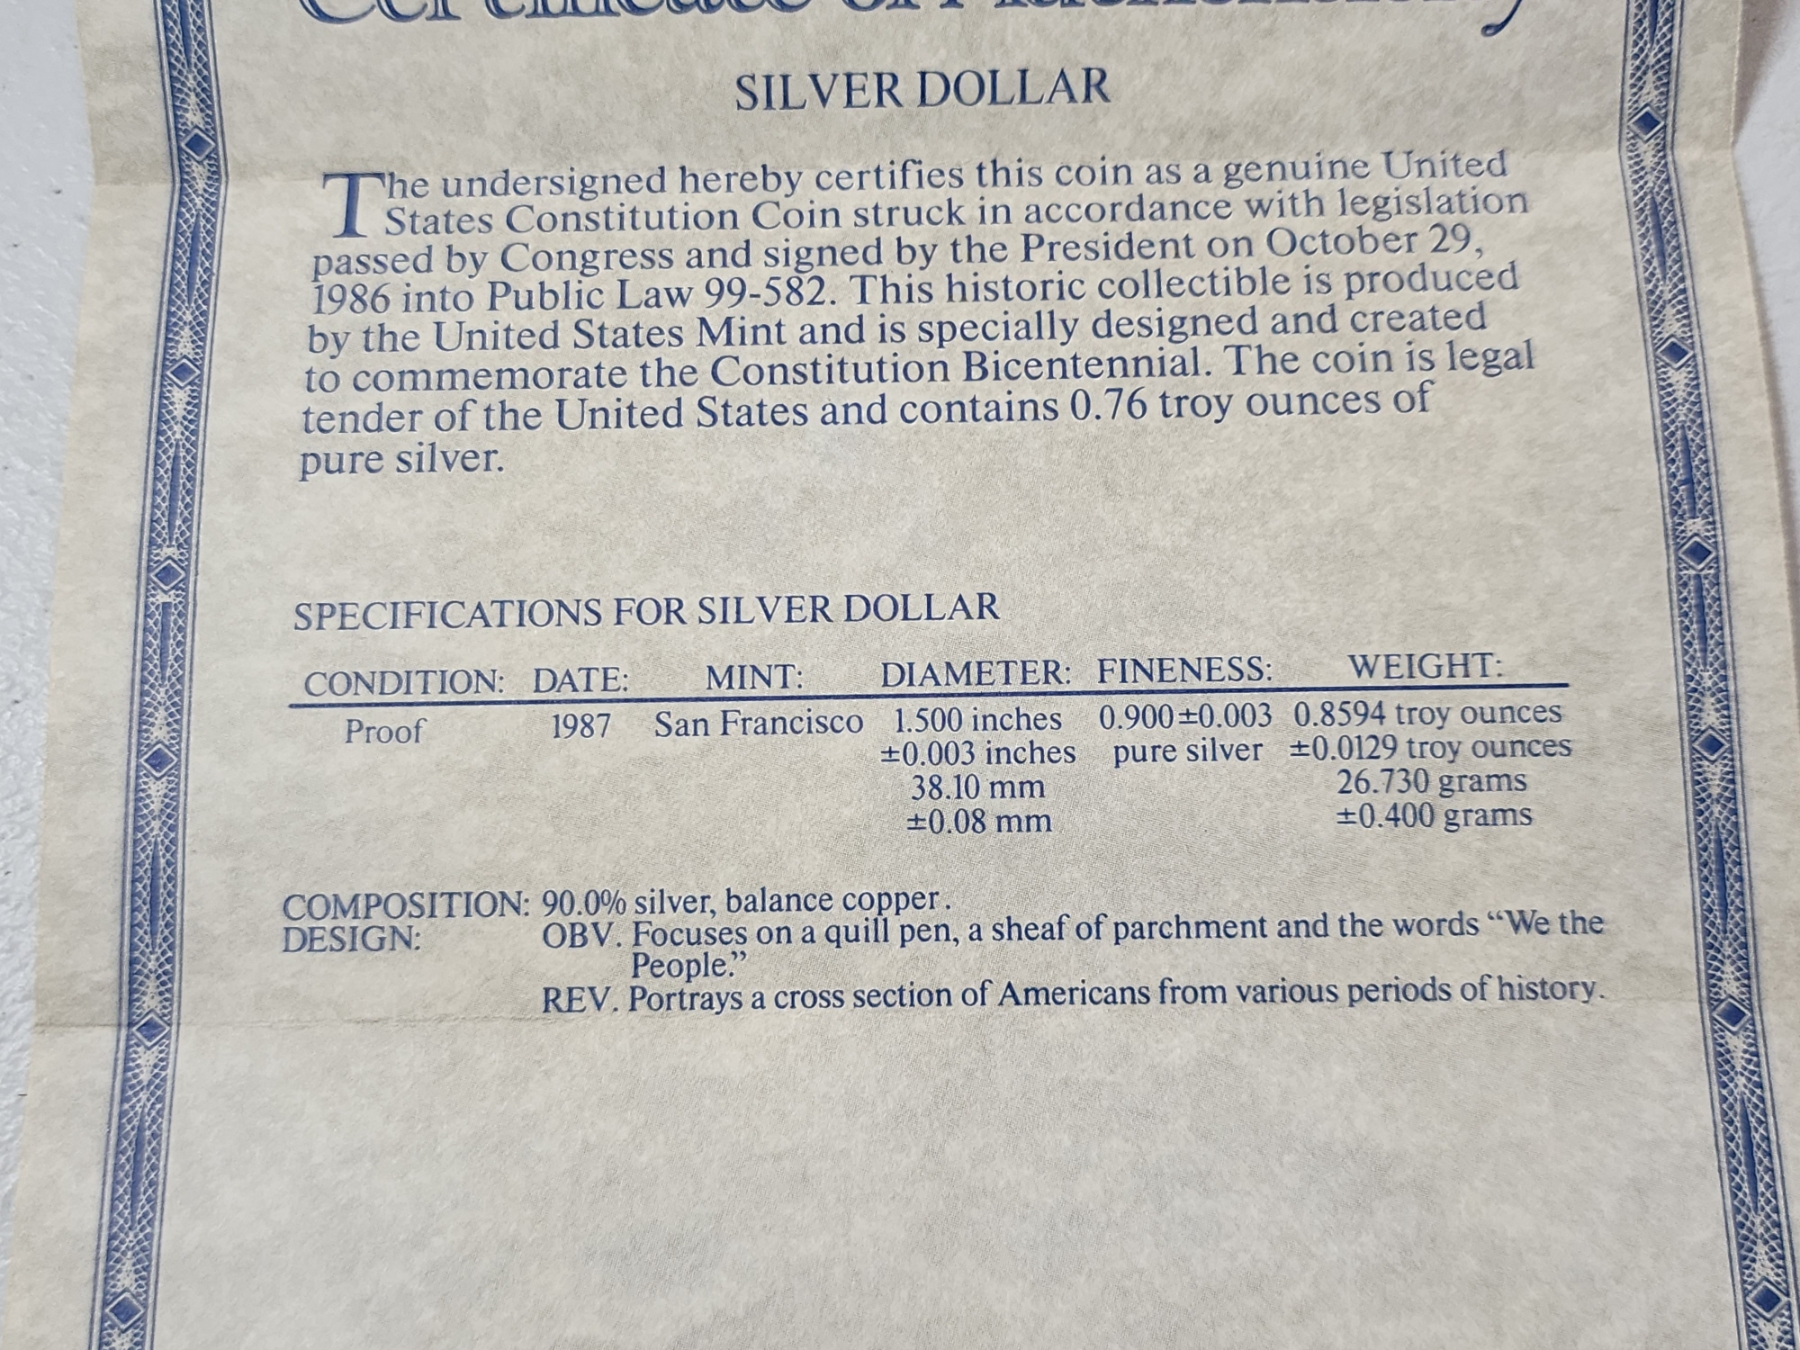 Certificate of Authenticity
SILVER DOLLAR
The undersigned hereby certifies this coin as a genuine United
States Constitution Coin struck in accordance with legislation
passed by Congress and signed by the President on October 29,
1986 into Public Law 99-582. This historic collectible is produced
by the United States Mint and is specially designed and created
to commemorate the Constitution Bicentennial. The coin is legal
tender of the United States and contains 0.76 troy ounces of
pure silver.
SPECIFICATIONS FOR SILVER DOLLAR
CONDITION: DATE: MINT: DIAMETER: FINENESS: WEIGHT:
Proof 1987 San Francisco 1.500 inches 0.900±0.003 0.8594 troy ounces
±0.003 inches pure silver ±0.0129 troy ounces
38.10 mm 26.730 grams
±0.08 mm ±0.400 grams
COMPOSITION: 90.0% silver, balance copper.
DESIGN: OBV. Focuses on a quill pen, a sheaf of parchment and the words “We the
People.”
REV. Portrays a cross section of Americans from various periods of history.